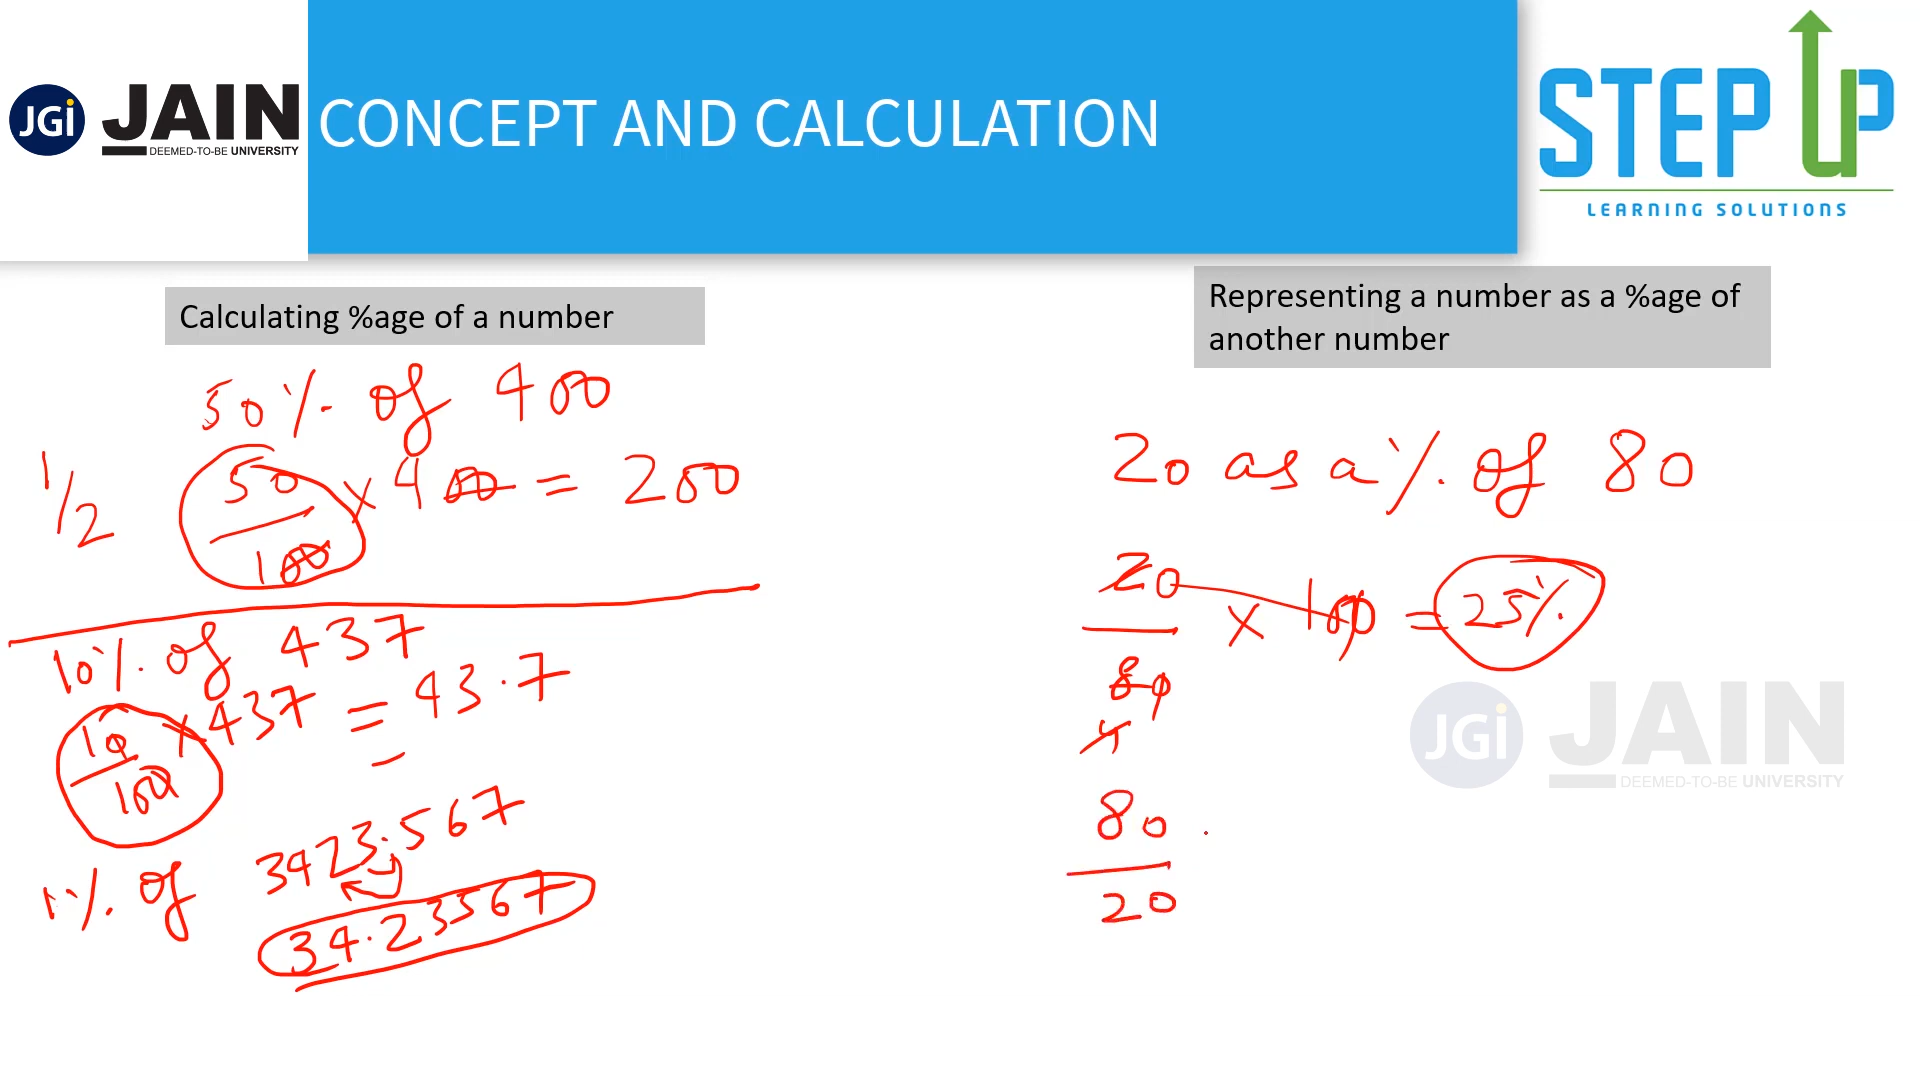 JGi JAIN
DEEMED-TO-BE UNIVERSITY
CONCEPT AND CALCULATION
STEP UP
LEARNING SOLUTIONS
Calculating %age of a number
50% of 400
1/2 50/100 x 400 = 200
10% of 437
10/100 x 437 = 43.7
1% of 3423.567
34.23567
Representing a number as a %age of
another number
20 as a % of 80
20/80 x 100 = 25%
4
80
20
JGi JAIN
DEEMED-TO-BE UNIVERSITY